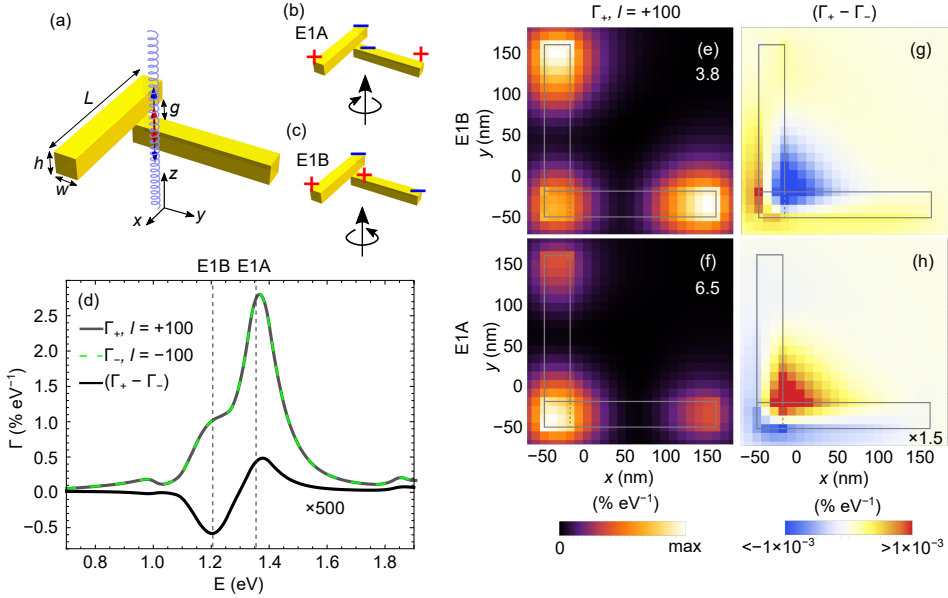 (a)
L
g
h
w
z
y
x
(b)
E1A
+
−
−
+
(c)
E1B
+
−
+
−
E1B E1A
(d)
Γ₊, l = +100
Γ₋, l = −100
(Γ₊ − Γ₋)
×500
Γ (% eV⁻¹)
2.5
2.0
1.5
1.0
0.5
0.0
−0.5
0.8 1.0 1.2 1.4 1.6 1.8
E (eV)
Γ₊, l = +100
(Γ₊ − Γ₋)
(e)
3.8
(g)
E1B
y (nm)
150
100
50
0
−50
(f)
6.5
(h)
×1.5
E1A
y (nm)
150
100
50
0
−50
−50 0 50 100 150
−50 0 50 100 150
x (nm)
x (nm)
(% eV⁻¹)
(% eV⁻¹)
0 max
<−1×10⁻³ >1×10⁻³